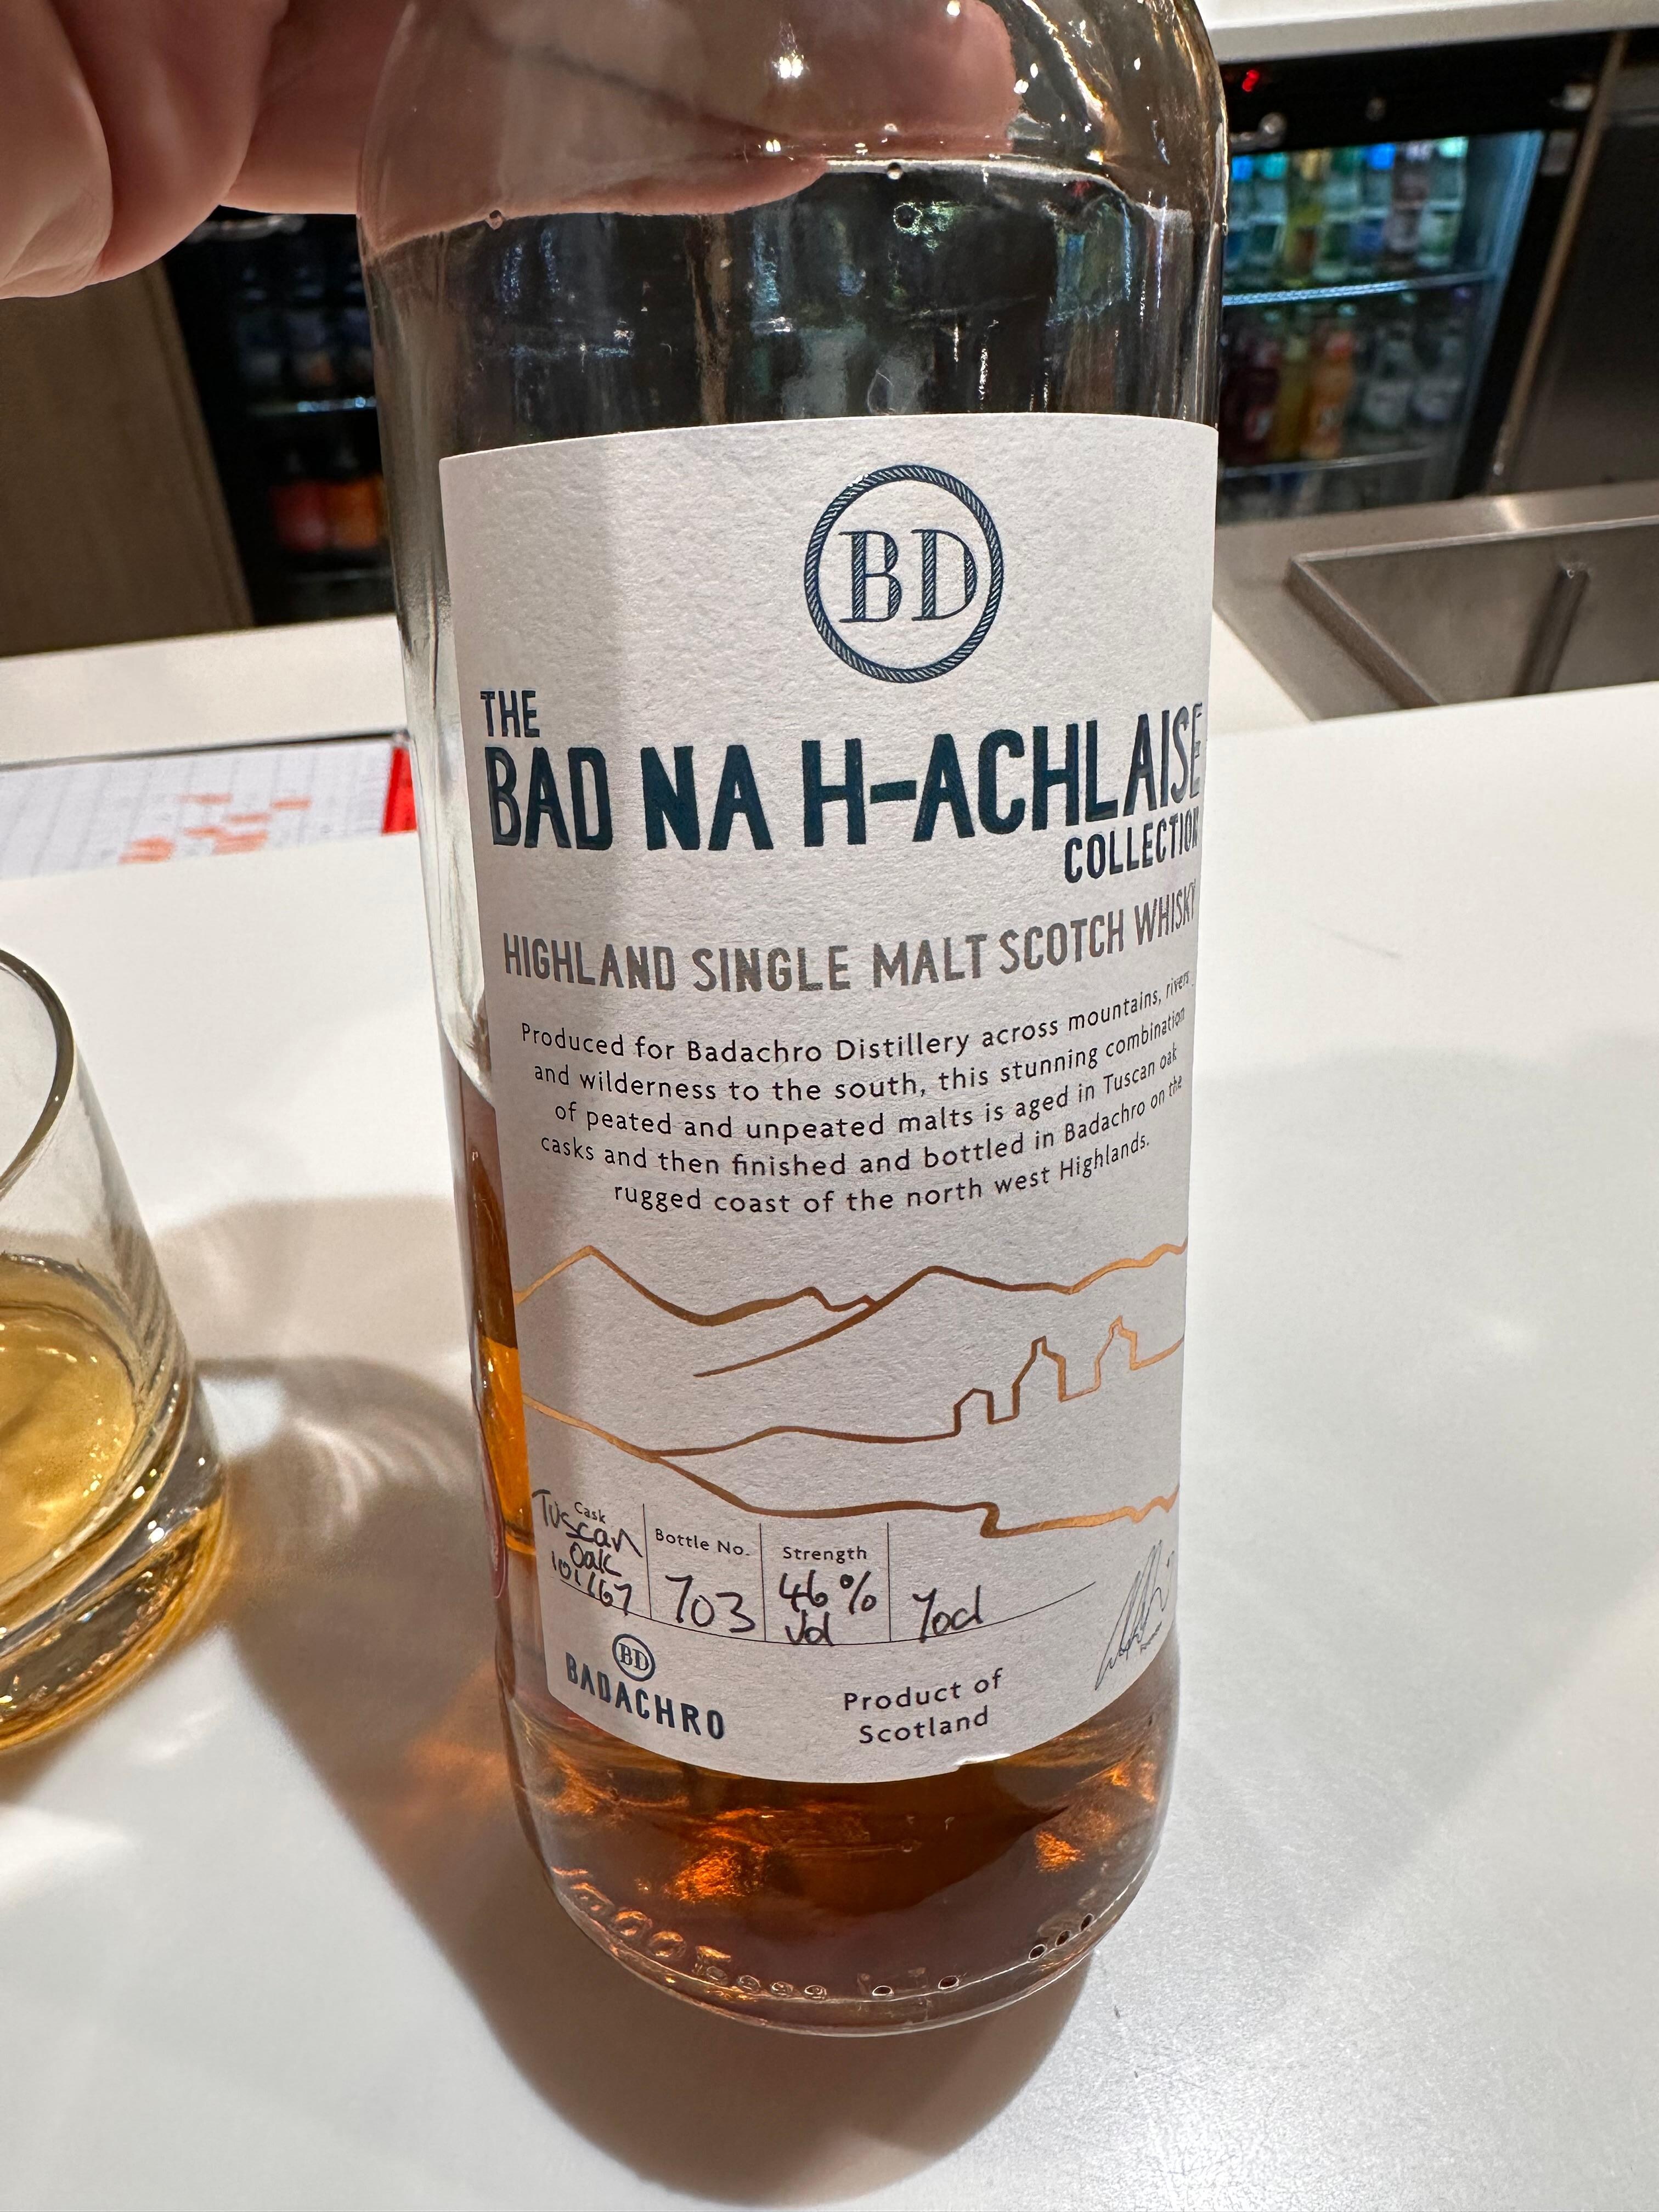 BD
THE
BAD NA H-ACHLAISE
COLLECTION
HIGHLAND SINGLE MALT SCOTCH WHISKY
Produced for Badachro Distillery across mountains, rivers
and wilderness to the south, this stunning combination
of peated and unpeated malts is aged in Tuscan oak
casks and then finished and bottled in Badachro on the
rugged coast of the north west Highlands.
Cask
Tuscan
Oak
Bottle No.
703
Strength
46%
Vol
70cl
BD
BADACHRO
Product of
Scotland